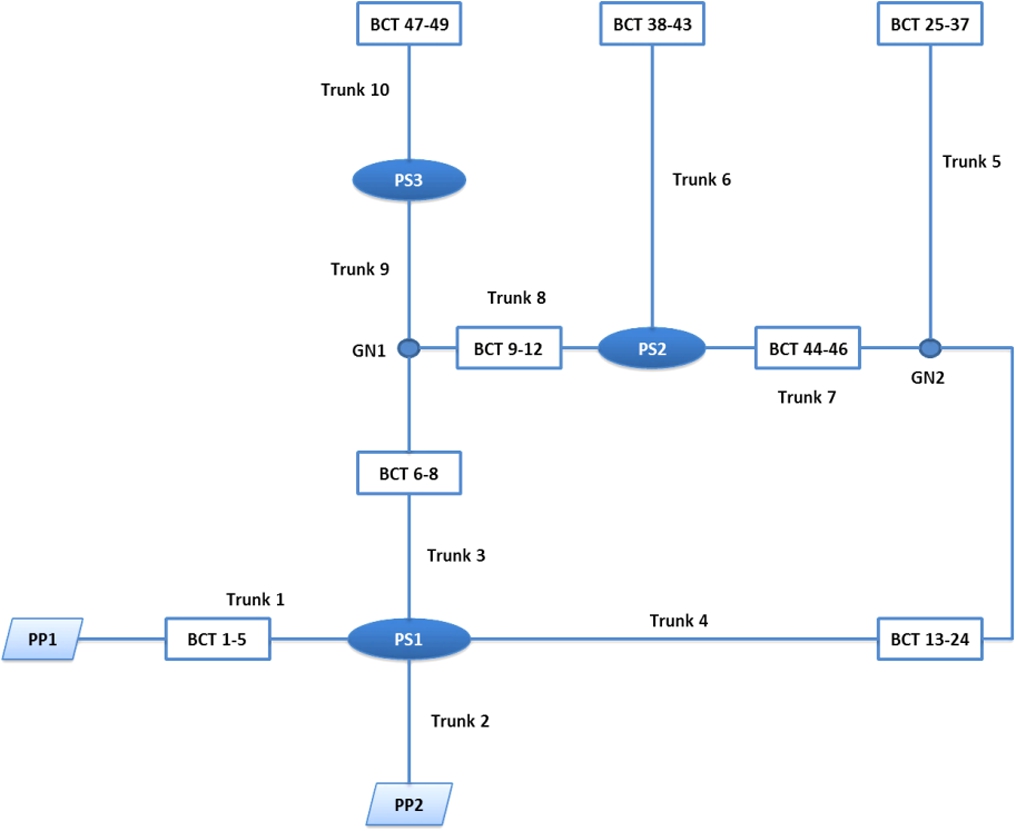 BCT 47-49
BCT 38-43
BCT 25-37
Trunk 10
Trunk 5
PS3
Trunk 6
Trunk 9
Trunk 8
GN1
BCT 9-12
PS2
BCT 44-46
GN2
Trunk 7
BCT 6-8
Trunk 3
Trunk 1
Trunk 4
PP1
BCT 1-5
PS1
BCT 13-24
Trunk 2
PP2